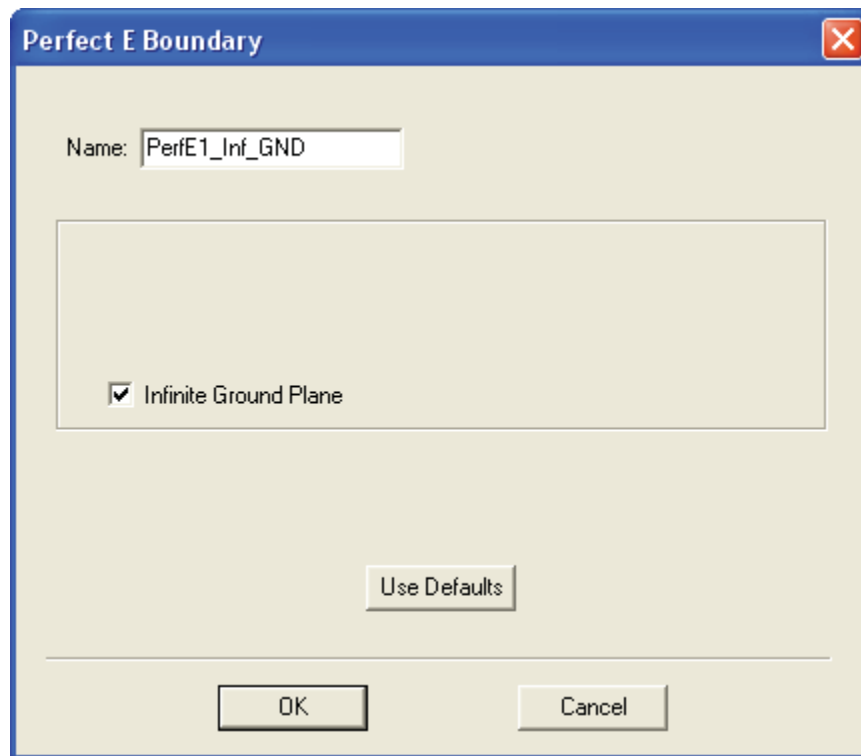 Perfect E Boundary
Name: PerfE1_Inf_GND
Infinite Ground Plane
Use Defaults
OK Cancel